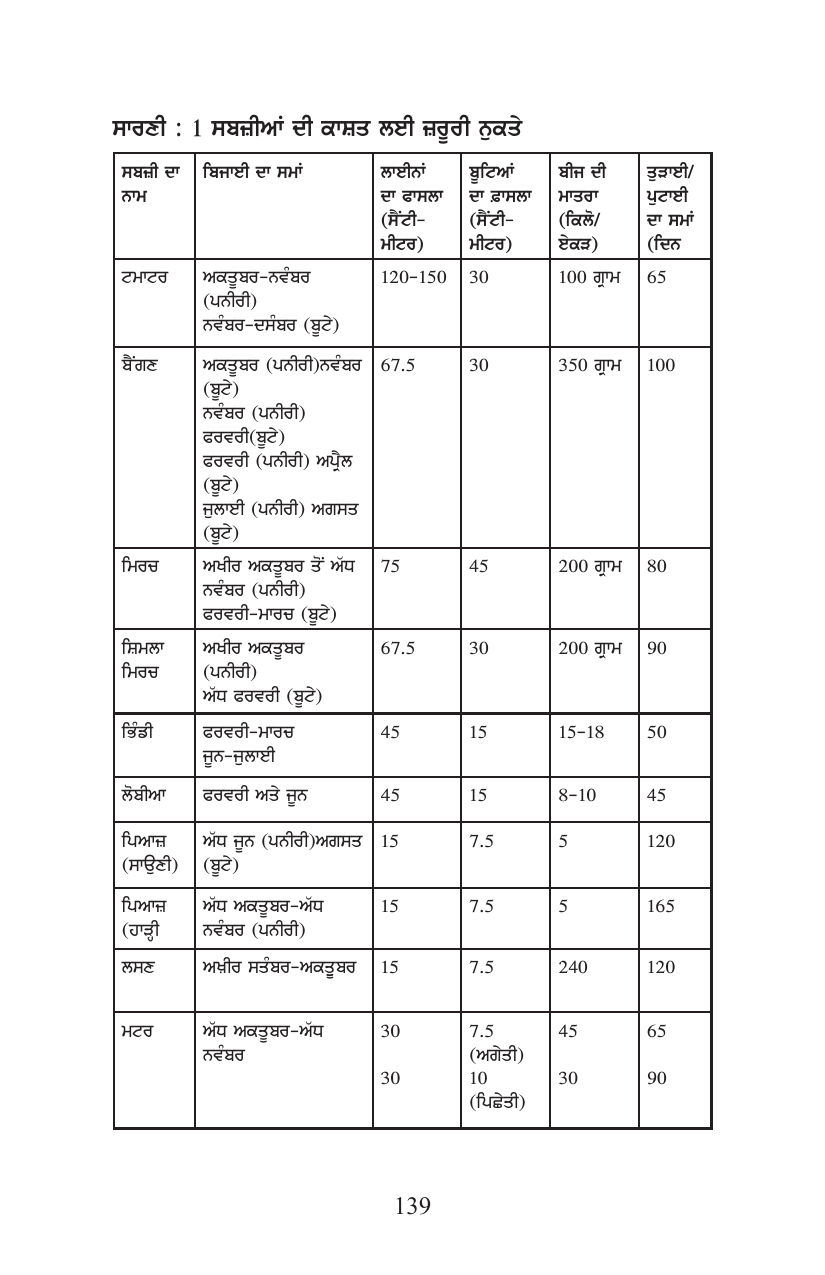 ਸਾਰਣੀ : 1 ਸਬਜ਼ੀਆਂ ਦੀ ਕਾਸ਼ਤ ਲਈ ਜ਼ਰੂਰੀ ਨੁਕਤੇ
ਸਬਜ਼ੀ ਦਾ ਬਿਜਾਈ ਦਾ ਸਮਾਂ ਲਾਈਨਾਂ ਬੂਟਿਆਂ ਬੀਜ ਦੀ ਤੁੜਾਈ/
ਨਾਮ ਦਾ ਫਾਸਲਾ ਦਾ ਫ਼ਾਸਲਾ ਮਾਤਰਾ ਪੁਟਾਈ
(ਸੈਂਟੀ- (ਸੈਂਟੀ- (ਕਿਲੋ/ ਦਾ ਸਮਾਂ
ਮੀਟਰ) ਮੀਟਰ) ਏਕੜ) (ਦਿਨ
ਟਮਾਟਰ ਅਕਤੂਬਰ-ਨਵੰਬਰ 120-150 30 100 ਗ੍ਰਾਮ 65
(ਪਨੀਰੀ)
ਨਵੰਬਰ-ਦਸੰਬਰ (ਬੂਟੇ)
ਬੈਂਗਣ ਅਕਤੂਬਰ (ਪਨੀਰੀ)ਨਵੰਬਰ 67.5 30 350 ਗ੍ਰਾਮ 100
(ਬੂਟੇ)
ਨਵੰਬਰ (ਪਨੀਰੀ)
ਫਰਵਰੀ(ਬੂਟੇ)
ਫਰਵਰੀ (ਪਨੀਰੀ) ਅਪ੍ਰੈਲ
(ਬੂਟੇ)
ਜੁਲਾਈ (ਪਨੀਰੀ) ਅਗਸਤ
(ਬੂਟੇ)
ਮਿਰਚ ਅਖੀਰ ਅਕਤੂਬਰ ਤੋਂ ਅੱਧ 75 45 200 ਗ੍ਰਾਮ 80
ਨਵੰਬਰ (ਪਨੀਰੀ)
ਫਰਵਰੀ-ਮਾਰਚ (ਬੂਟੇ)
ਸ਼ਿਮਲਾ ਅਖੀਰ ਅਕਤੂਬਰ 67.5 30 200 ਗ੍ਰਾਮ 90
ਮਿਰਚ (ਪਨੀਰੀ)
ਅੱਧ ਫਰਵਰੀ (ਬੂਟੇ)
ਭਿੰਡੀ ਫਰਵਰੀ-ਮਾਰਚ 45 15 15-18 50
ਜੂਨ-ਜੁਲਾਈ
ਲੋਬੀਆ ਫਰਵਰੀ ਅਤੇ ਜੂਨ 45 15 8-10 45
ਪਿਆਜ਼ ਅੱਧ ਜੂਨ (ਪਨੀਰੀ)ਅਗਸਤ 15 7.5 5 120
(ਸਾਉਣੀ) (ਬੂਟੇ)
ਪਿਆਜ਼ ਅੱਧ ਅਕਤੂਬਰ-ਅੱਧ 15 7.5 5 165
(ਹਾੜ੍ਹੀ ਨਵੰਬਰ (ਪਨੀਰੀ)
ਲਸਣ ਅਖ਼ੀਰ ਸਤੰਬਰ-ਅਕਤੂਬਰ 15 7.5 240 120
ਮਟਰ ਅੱਧ ਅਕਤੂਬਰ-ਅੱਧ 30 7.5 45 65
ਨਵੰਬਰ (ਅਗੇਤੀ)
30 10 30 90
(ਪਿਛੇਤੀ)
139